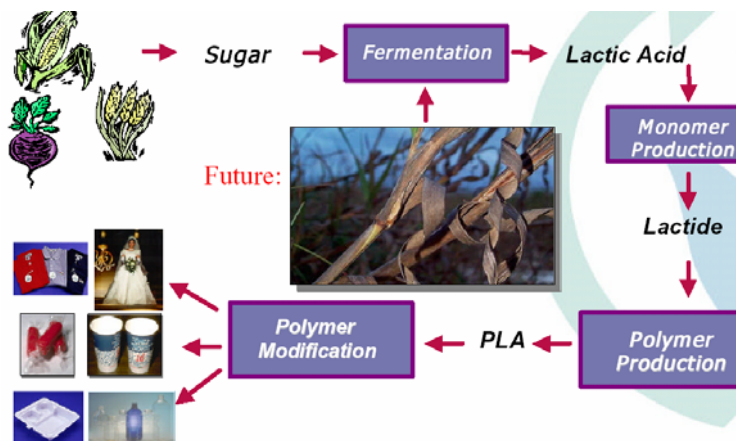 Sugar
Fermentation
Lactic Acid
Monomer
Production
Future:
Lactide
Polymer
Modification
PLA
Polymer
Production